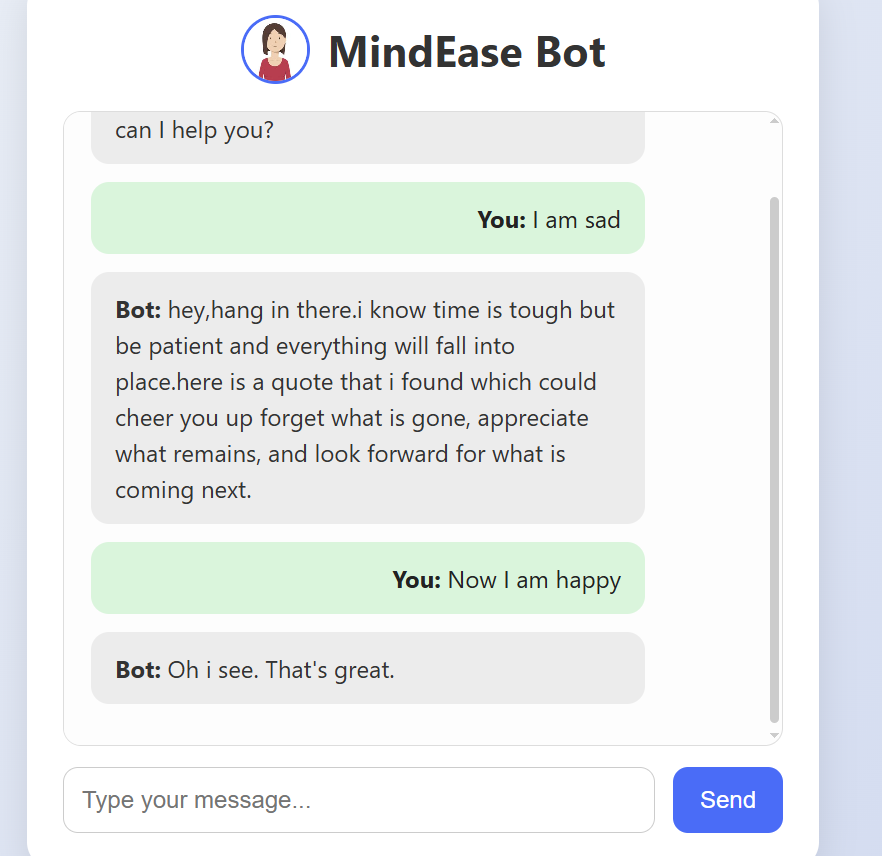 MindEase Bot
can I help you?
You: I am sad
Bot: hey,hang in there.i know time is tough but
be patient and everything will fall into
place.here is a quote that i found which could
cheer you up forget what is gone, appreciate
what remains, and look forward for what is
coming next.
You: Now I am happy
Bot: Oh i see. That's great.
Type your message...
Send